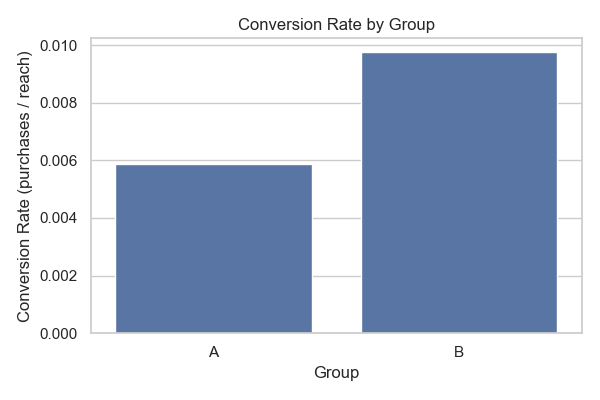 Conversion Rate by Group
Conversion Rate (purchases / reach)
0.010
0.008
0.006
0.004
0.002
0.000
A
B
Group